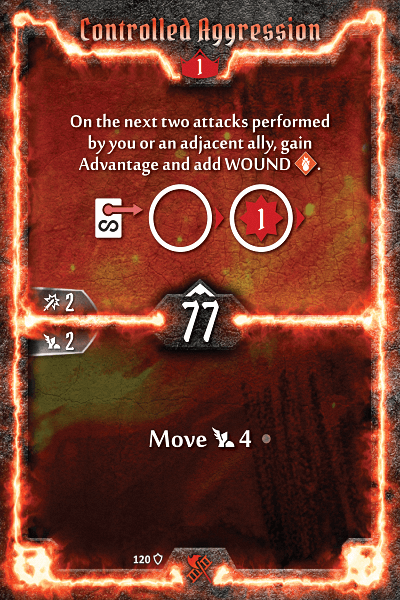 Controlled Aggression
1
On the next two attacks performed
by you or an adjacent ally, gain
Advantage and add WOUND.
S
1
2
77
2
Move 4
120